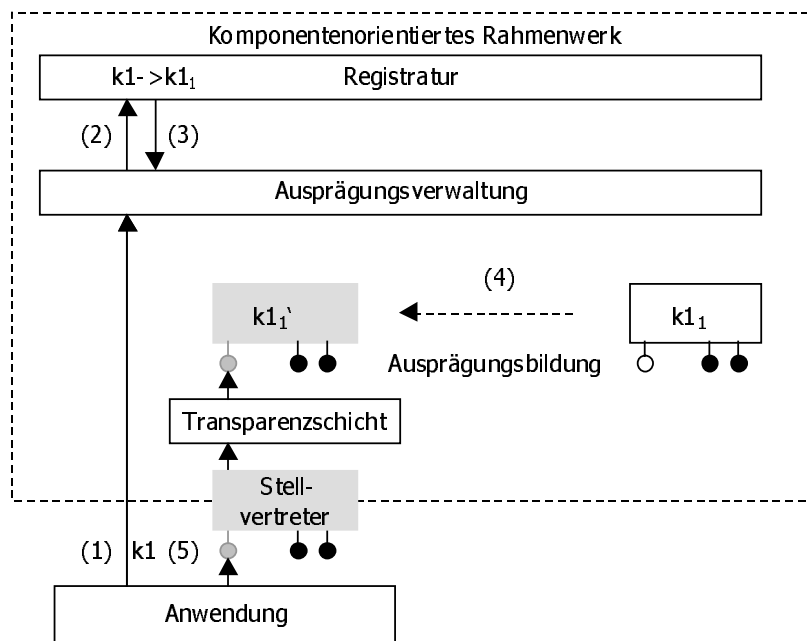 Komponentenorientiertes Rahmenwerk
k1->k1₁ Registratur
(2) (3)
Ausprägungsverwaltung
(4)
k1₁‘ k1₁
Ausprägungsbildung
Transparenzschicht
Stell-
vertreter
(1) k1 (5)
Anwendung